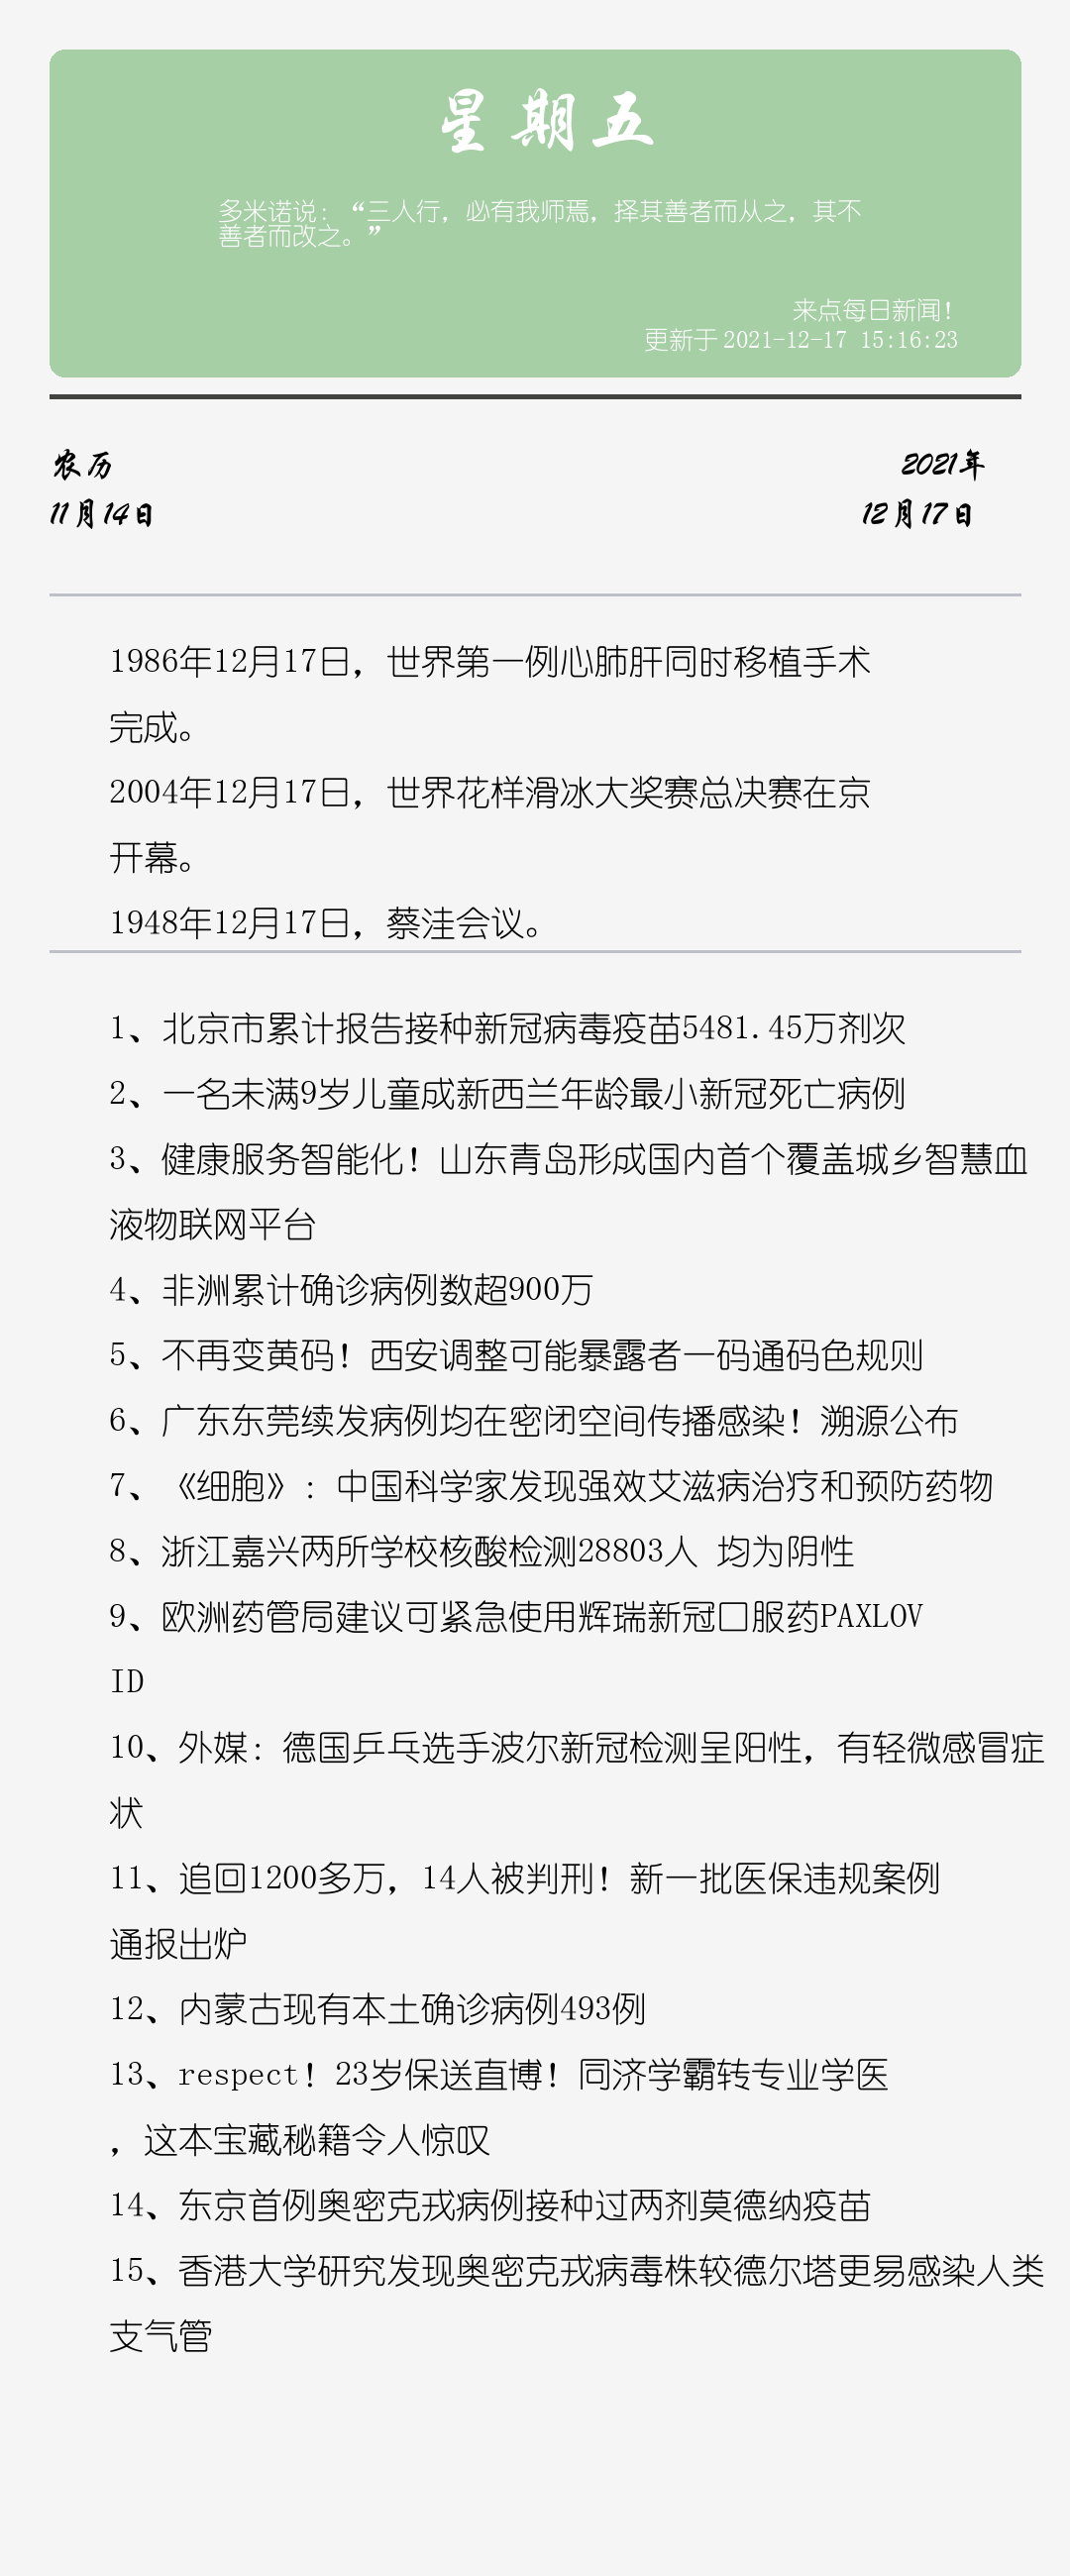 星期五
多米诺说：“三人行，必有我师焉，择其善者而从之，其不
善者而改之。”
来点每日新闻！
更新于 2021-12-17 15:16:23
农历
2021年
11月14日
12月17日
1986年12月17日，世界第一例心肺肝同时移植手术
完成。
2004年12月17日，世界花样滑冰大奖赛总决赛在京
开幕。
1948年12月17日，蔡洼会议。
1、北京市累计报告接种新冠病毒疫苗5481.45万剂次
2、一名未满9岁儿童成新西兰年龄最小新冠死亡病例
3、健康服务智能化！山东青岛形成国内首个覆盖城乡智慧血
液物联网平台
4、非洲累计确诊病例数超900万
5、不再变黄码！西安调整可能暴露者一码通码色规则
6、广东东莞续发病例均在密闭空间传播感染！溯源公布
7、《细胞》：中国科学家发现强效艾滋病治疗和预防药物
8、浙江嘉兴两所学校核酸检测28803人 均为阴性
9、欧洲药管局建议可紧急使用辉瑞新冠口服药PAXLOV
ID
10、外媒：德国乒乓选手波尔新冠检测呈阳性，有轻微感冒症
状
11、追回1200多万，14人被判刑！新一批医保违规案例
通报出炉
12、内蒙古现有本土确诊病例493例
13、respect！23岁保送直博！同济学霸转专业学医
，这本宝藏秘籍令人惊叹
14、东京首例奥密克戎病例接种过两剂莫德纳疫苗
15、香港大学研究发现奥密克戎病毒株较德尔塔更易感染人类
支气管